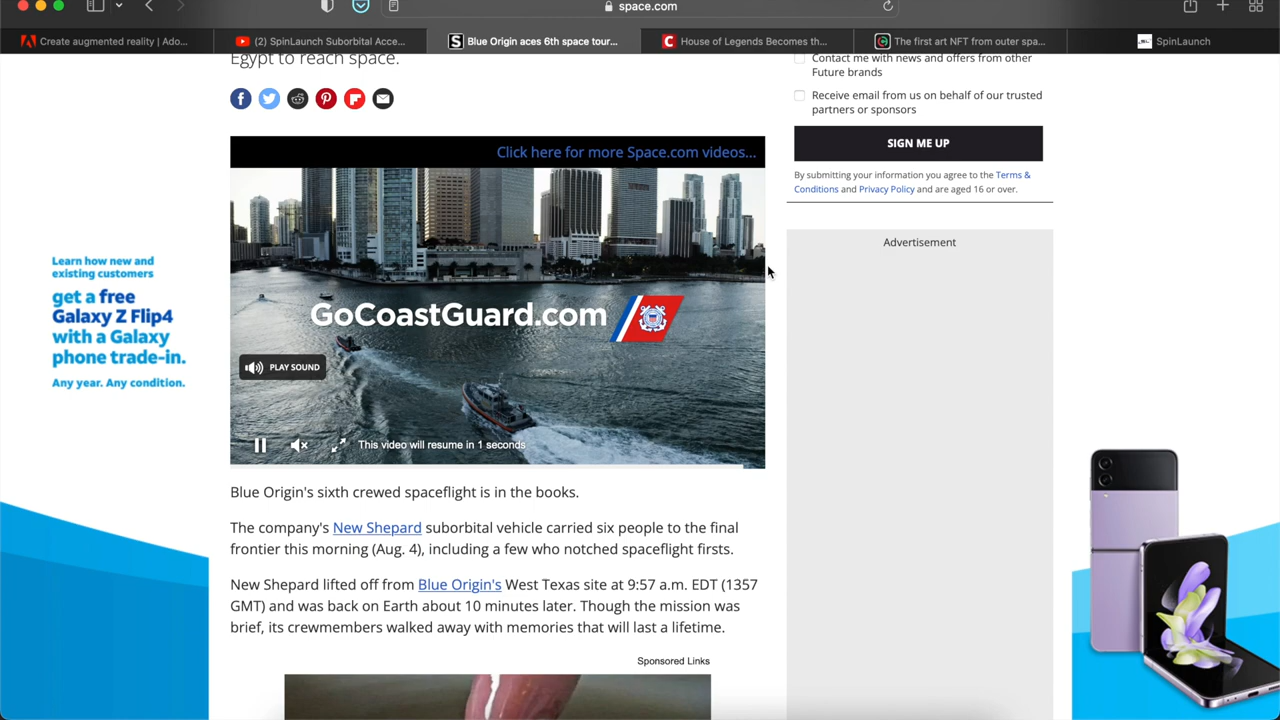 space.com
Create augmented reality | Ado...
(2) SpinLaunch Suborbital Acce...
S
Blue Origin aces 6th space tour...
C
House of Legends Becomes th...
The first art NFT from outer spa...
SpinLaunch
Egypt to reach space.
Contact me with news and offers from other
Future brands
Receive email from us on behalf of our trusted
partners or sponsors
SIGN ME UP
By submitting your information you agree to the Terms &
Conditions and Privacy Policy and are aged 16 or over.
Click here for more Space.com videos...
GoCoastGuard.com
PLAY SOUND
This video will resume in 1 seconds
Advertisement
Learn how new and
existing customers
get a free
Galaxy Z Flip4
with a Galaxy
phone trade-in.
Any year. Any condition.
Blue Origin's sixth crewed spaceflight is in the books.
The company's New Shepard suborbital vehicle carried six people to the final
frontier this morning (Aug. 4), including a few who notched spaceflight firsts.
New Shepard lifted off from Blue Origin's West Texas site at 9:57 a.m. EDT (1357
GMT) and was back on Earth about 10 minutes later. Though the mission was
brief, its crewmembers walked away with memories that will last a lifetime.
Sponsored Links